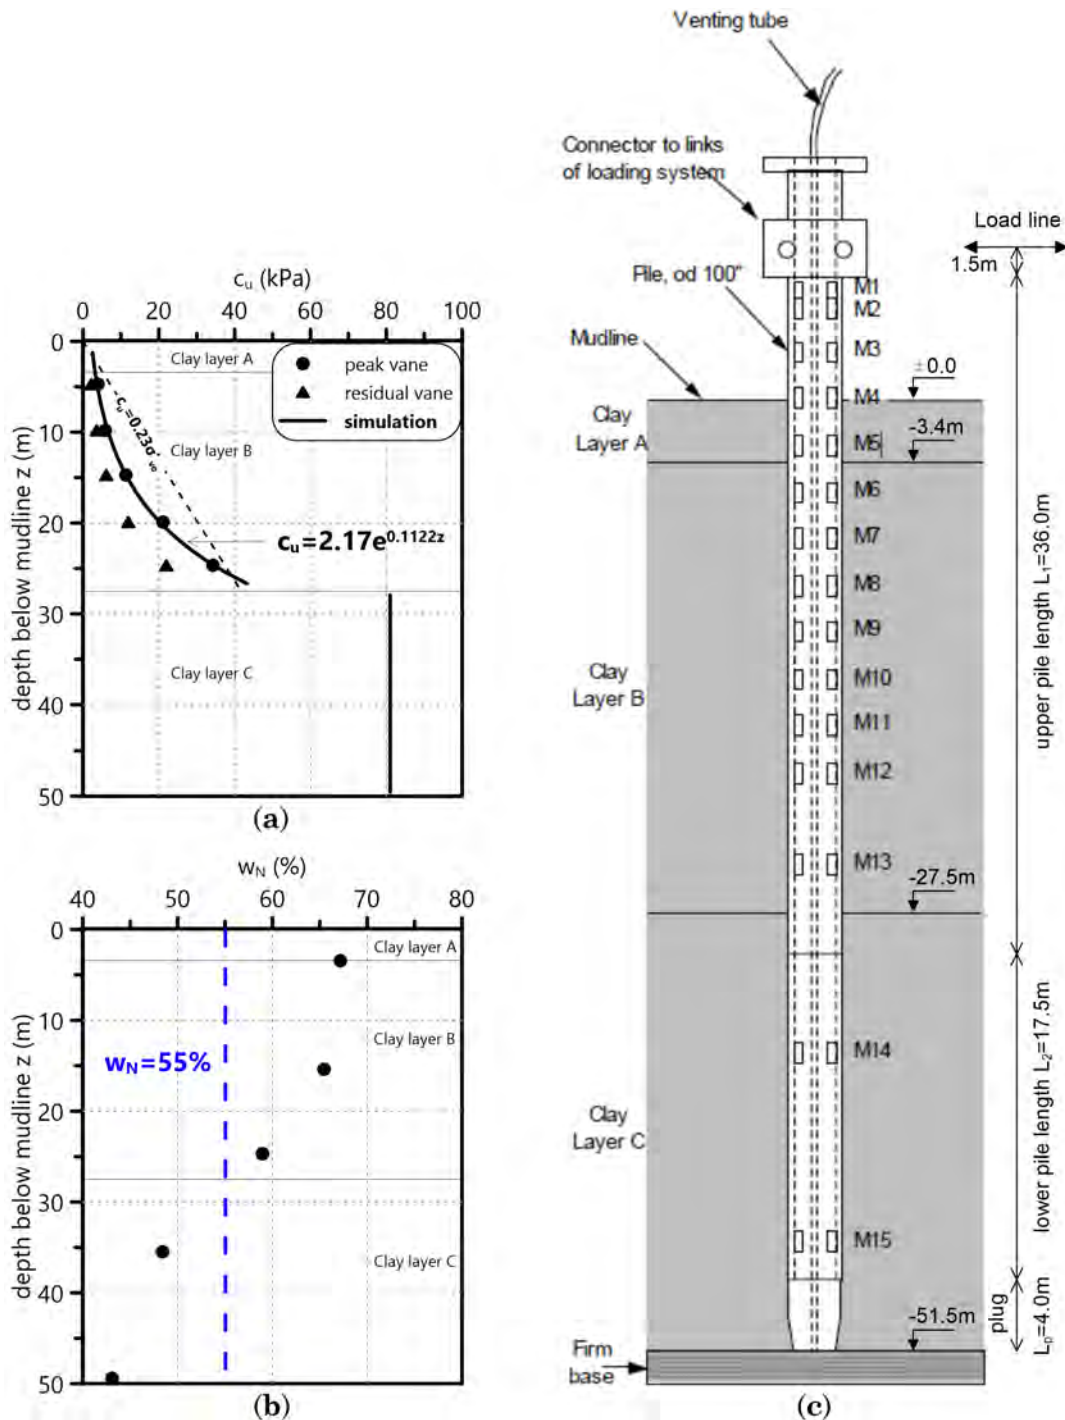 c_u (kPa)
0 20 40 60 80 100
depth below mudline z (m)
0
10
20
30
40
50
Clay layer A
peak vane
residual vane
simulation
c_u=0.23σ'_v0
Clay layer B
c_u=2.17e^0.1122z
Clay layer C
(a)
w_N (%)
40 50 60 70 80
depth below mudline z (m)
0
10
20
30
40
50
Clay layer A
Clay layer B
w_N=55%
Clay layer C
(b)
Venting tube
Connector to links
of loading system
Load line
1.5m
Pile, od 100"
M1
M2
M3
Mudline
±0.0
M4
Clay
Layer A
-3.4m
M5
M6
M7
M8
M9
Clay
Layer B
M10
M11
M12
M13
-27.5m
upper pile length L₁=36.0m
M14
Clay
Layer C
lower pile length L₂=17.5m
M15
plug
Lₚ=4.0m
-51.5m
Firm
base
(c)